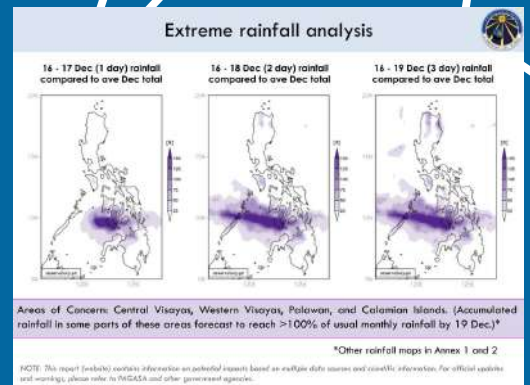 Extreme rainfall analysis
16 - 17 Dec (1 day) rainfall
compared to ave Dec total
16 - 18 Dec (2 day) rainfall
compared to ave Dec total
16 - 19 Dec (3 day) rainfall
compared to ave Dec total
Areas of Concern: Central Visayas, Western Visayas, Palawan, and Calamian Islands. (Accumulated
rainfall in some parts of these areas forecast to reach >100% of usual monthly rainfall by 19 Dec.)*
*Other rainfall maps in Annex 1 and 2
NOTE: This report (website) contains information on potential impacts based on multiple data sources and scientific information. For official updates
and warnings, please refer to PAGASA and other government agencies.